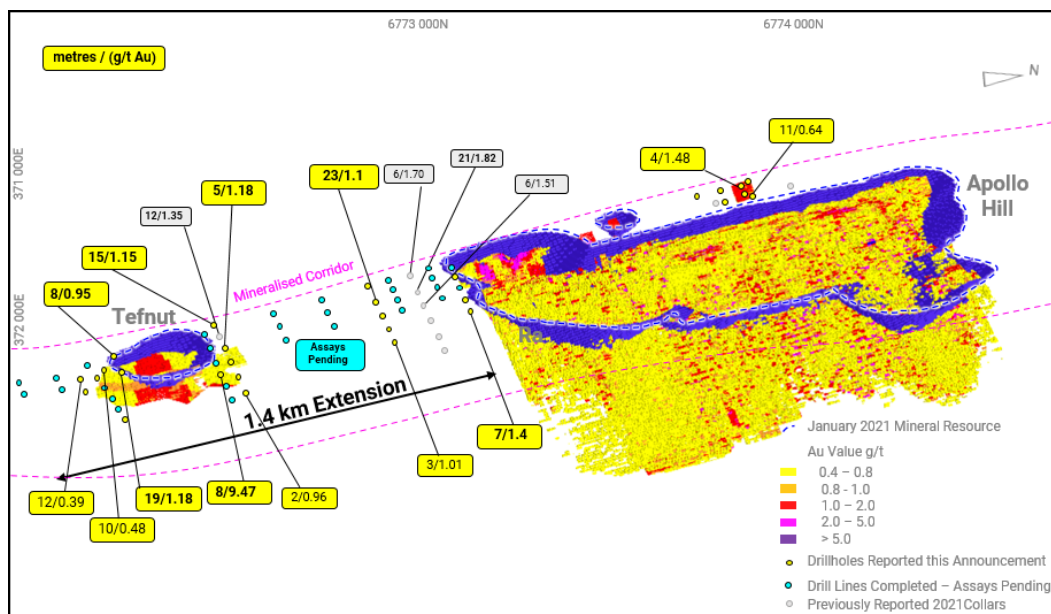 6773 000N
6774 000N
metres / (g/t Au)
N
371 000E
11/0.64
4/1.48
21/1.82
23/1.1
6/1.70
6/1.51
Apollo
Hill
5/1.18
12/1.35
15/1.15
Mineralised Corridor
8/0.95
372 000E
Tefnut
Assays
Pending
1.4 km Extension
7/1.4
3/1.01
12/0.39
10/0.48
19/1.18
8/9.47
2/0.96
January 2021 Mineral Resource
Au Value g/t
0.4 – 0.8
0.8 - 1.0
1.0 – 2.0
2.0 – 5.0
> 5.0
Drillholes Reported this Announcement
Drill Lines Completed – Assays Pending
Previously Reported 2021Collars